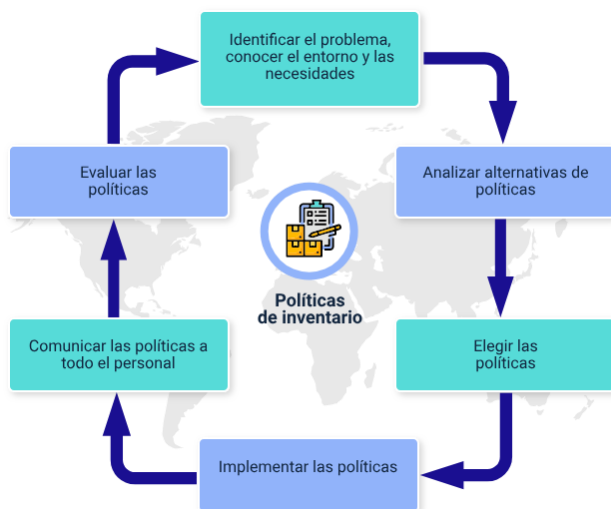 Identificar el problema,
conocer el entorno y las
necesidades
Analizar alternativas de
políticas
Elegir las
políticas
Implementar las políticas
Comunicar las políticas a
todo el personal
Evaluar las
políticas
Políticas
de inventario